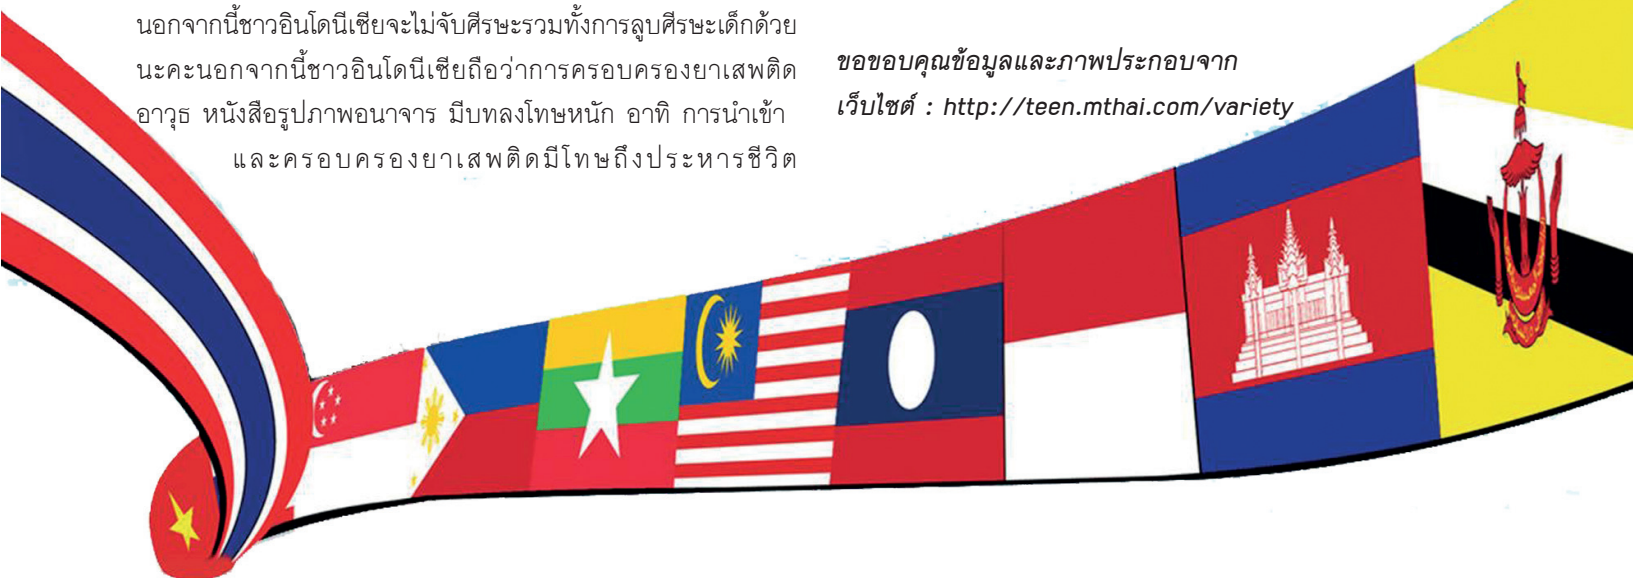 นอกจากนี้ชาวอินโดนีเซียจะไม่จับศีรษะรวมทั้งการลูบศีรษะเด็กด้วย
นะคะนอกจากนี้ชาวอินโดนีเซียถือว่าการครอบครองยาเสพติด
อาวุธ หนังสือรูปภาพอนาจาร มีบทลงโทษหนัก อาทิ การนำเข้า
และครอบครองยาเสพติดมีโทษถึงประหารชีวิต
ขอขอบคุณข้อมูลและภาพประกอบจาก
เว็บไซต์ : http://teen.mthai.com/variety